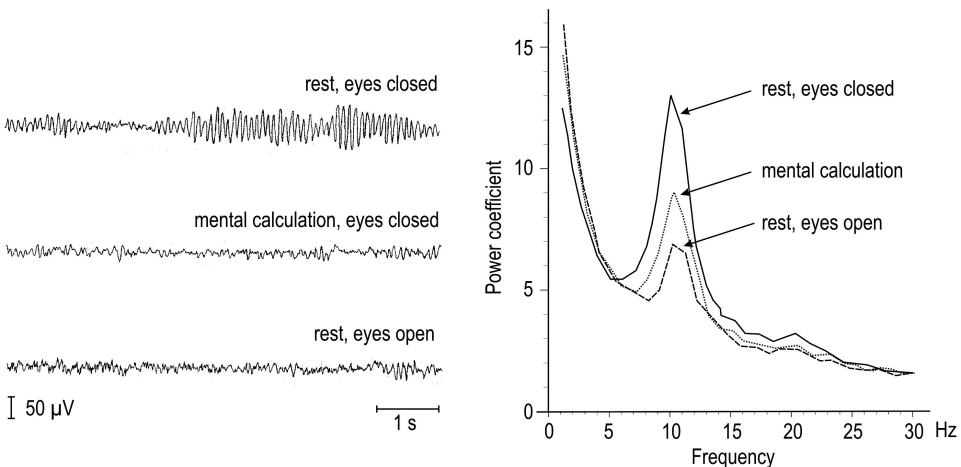 rest, eyes closed
mental calculation, eyes closed
rest, eyes open
50 µV
1 s
15
10
5
0
Power coefficient
rest, eyes closed
mental calculation
rest, eyes open
0 5 10 15 20 25 30 Hz
Frequency